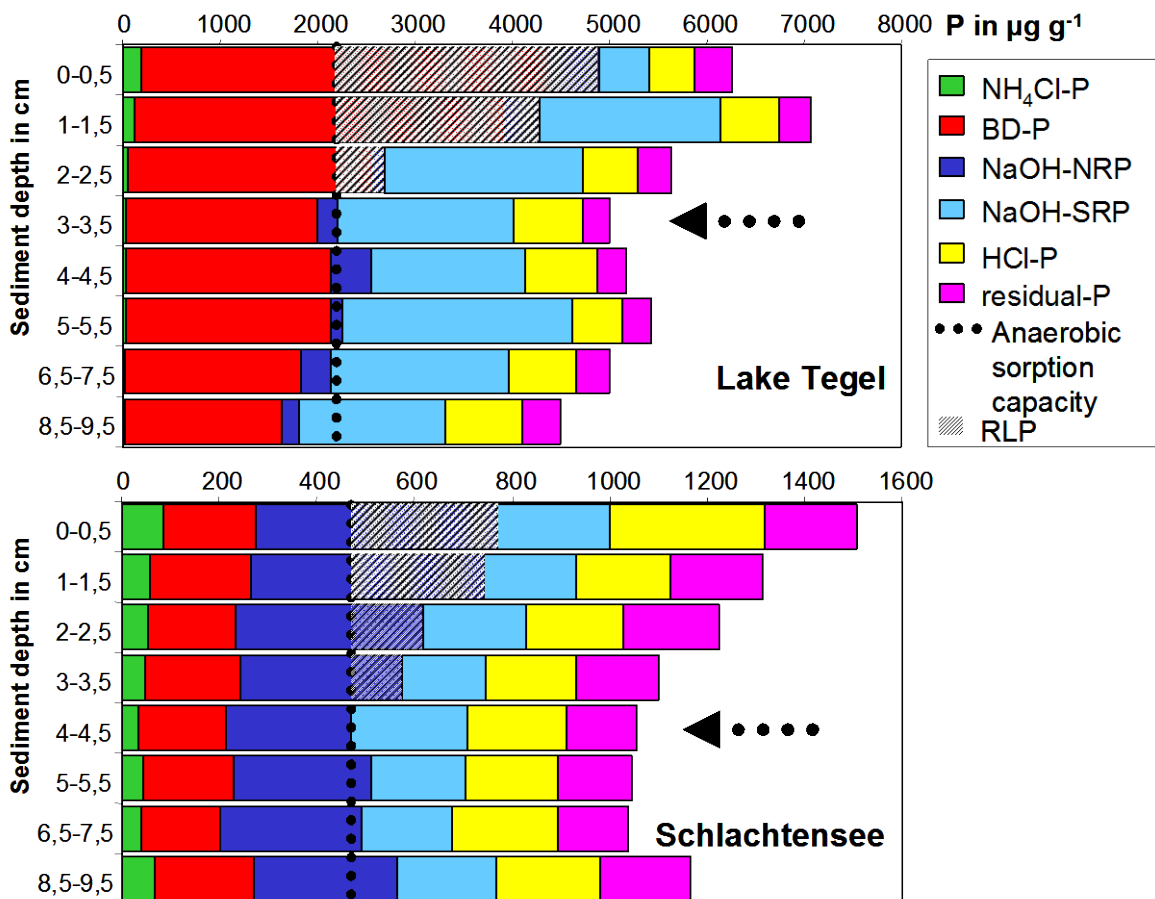 0 1000 2000 3000 4000 5000 6000 7000 8000 P in µg g⁻¹
Sediment depth in cm
0-0,5
1-1,5
2-2,5
3-3,5
4-4,5
5-5,5
6,5-7,5
8,5-9,5
Lake Tegel
NH₄Cl-P
BD-P
NaOH-NRP
NaOH-SRP
HCl-P
residual-P
Anaerobic
sorption
capacity
RLP
0 200 400 600 800 1000 1200 1400 1600
Sediment depth in cm
0-0,5
1-1,5
2-2,5
3-3,5
4-4,5
5-5,5
6,5-7,5
8,5-9,5
Schlachtensee